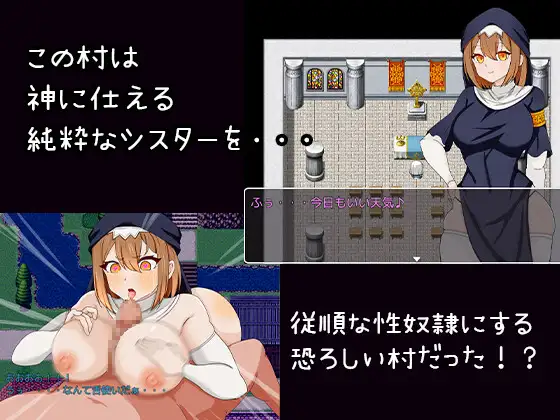 この村は
神に仕える
純粋なシスターを・・・
ふぅ・・・今日もいい天気♪
従順な性奴隷にする
恐ろしい村だった！？